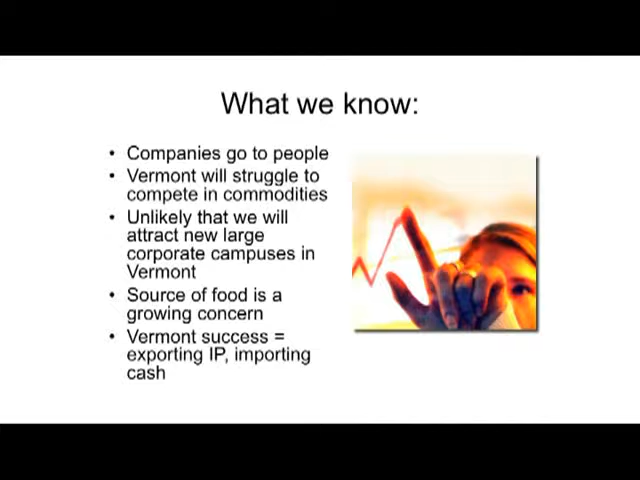 What we know:
• Companies go to people
• Vermont will struggle to
compete in commodities
• Unlikely that we will
attract new large
corporate campuses in
Vermont
• Source of food is a
growing concern
• Vermont success =
exporting IP, importing
cash